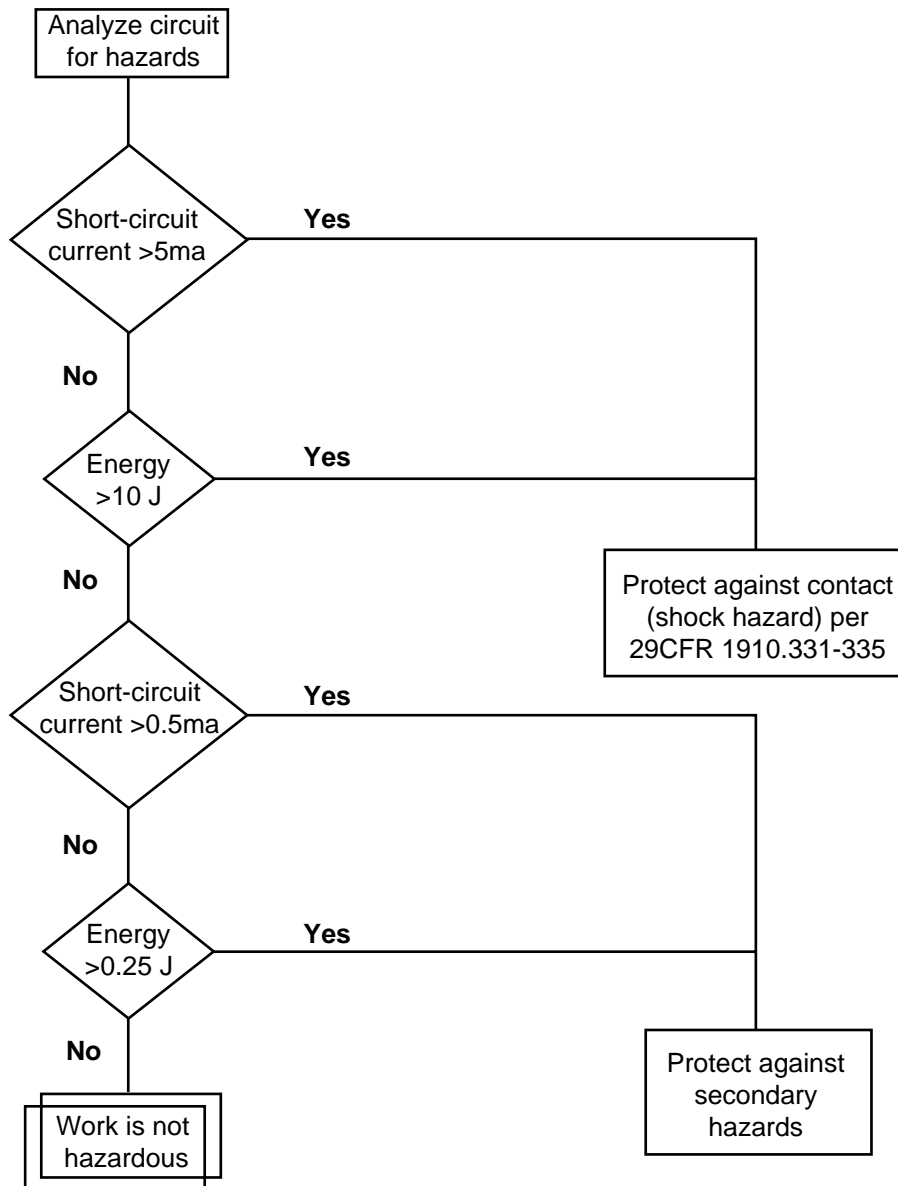 Analyze circuit
for hazards
Short-circuit
current >5ma
Yes
No
Energy
>10 J
Yes
No
Protect against contact
(shock hazard) per
29CFR 1910.331-335
Short-circuit
current >0.5ma
Yes
No
Energy
>0.25 J
Yes
No
Protect against
secondary
hazards
Work is not
hazardous